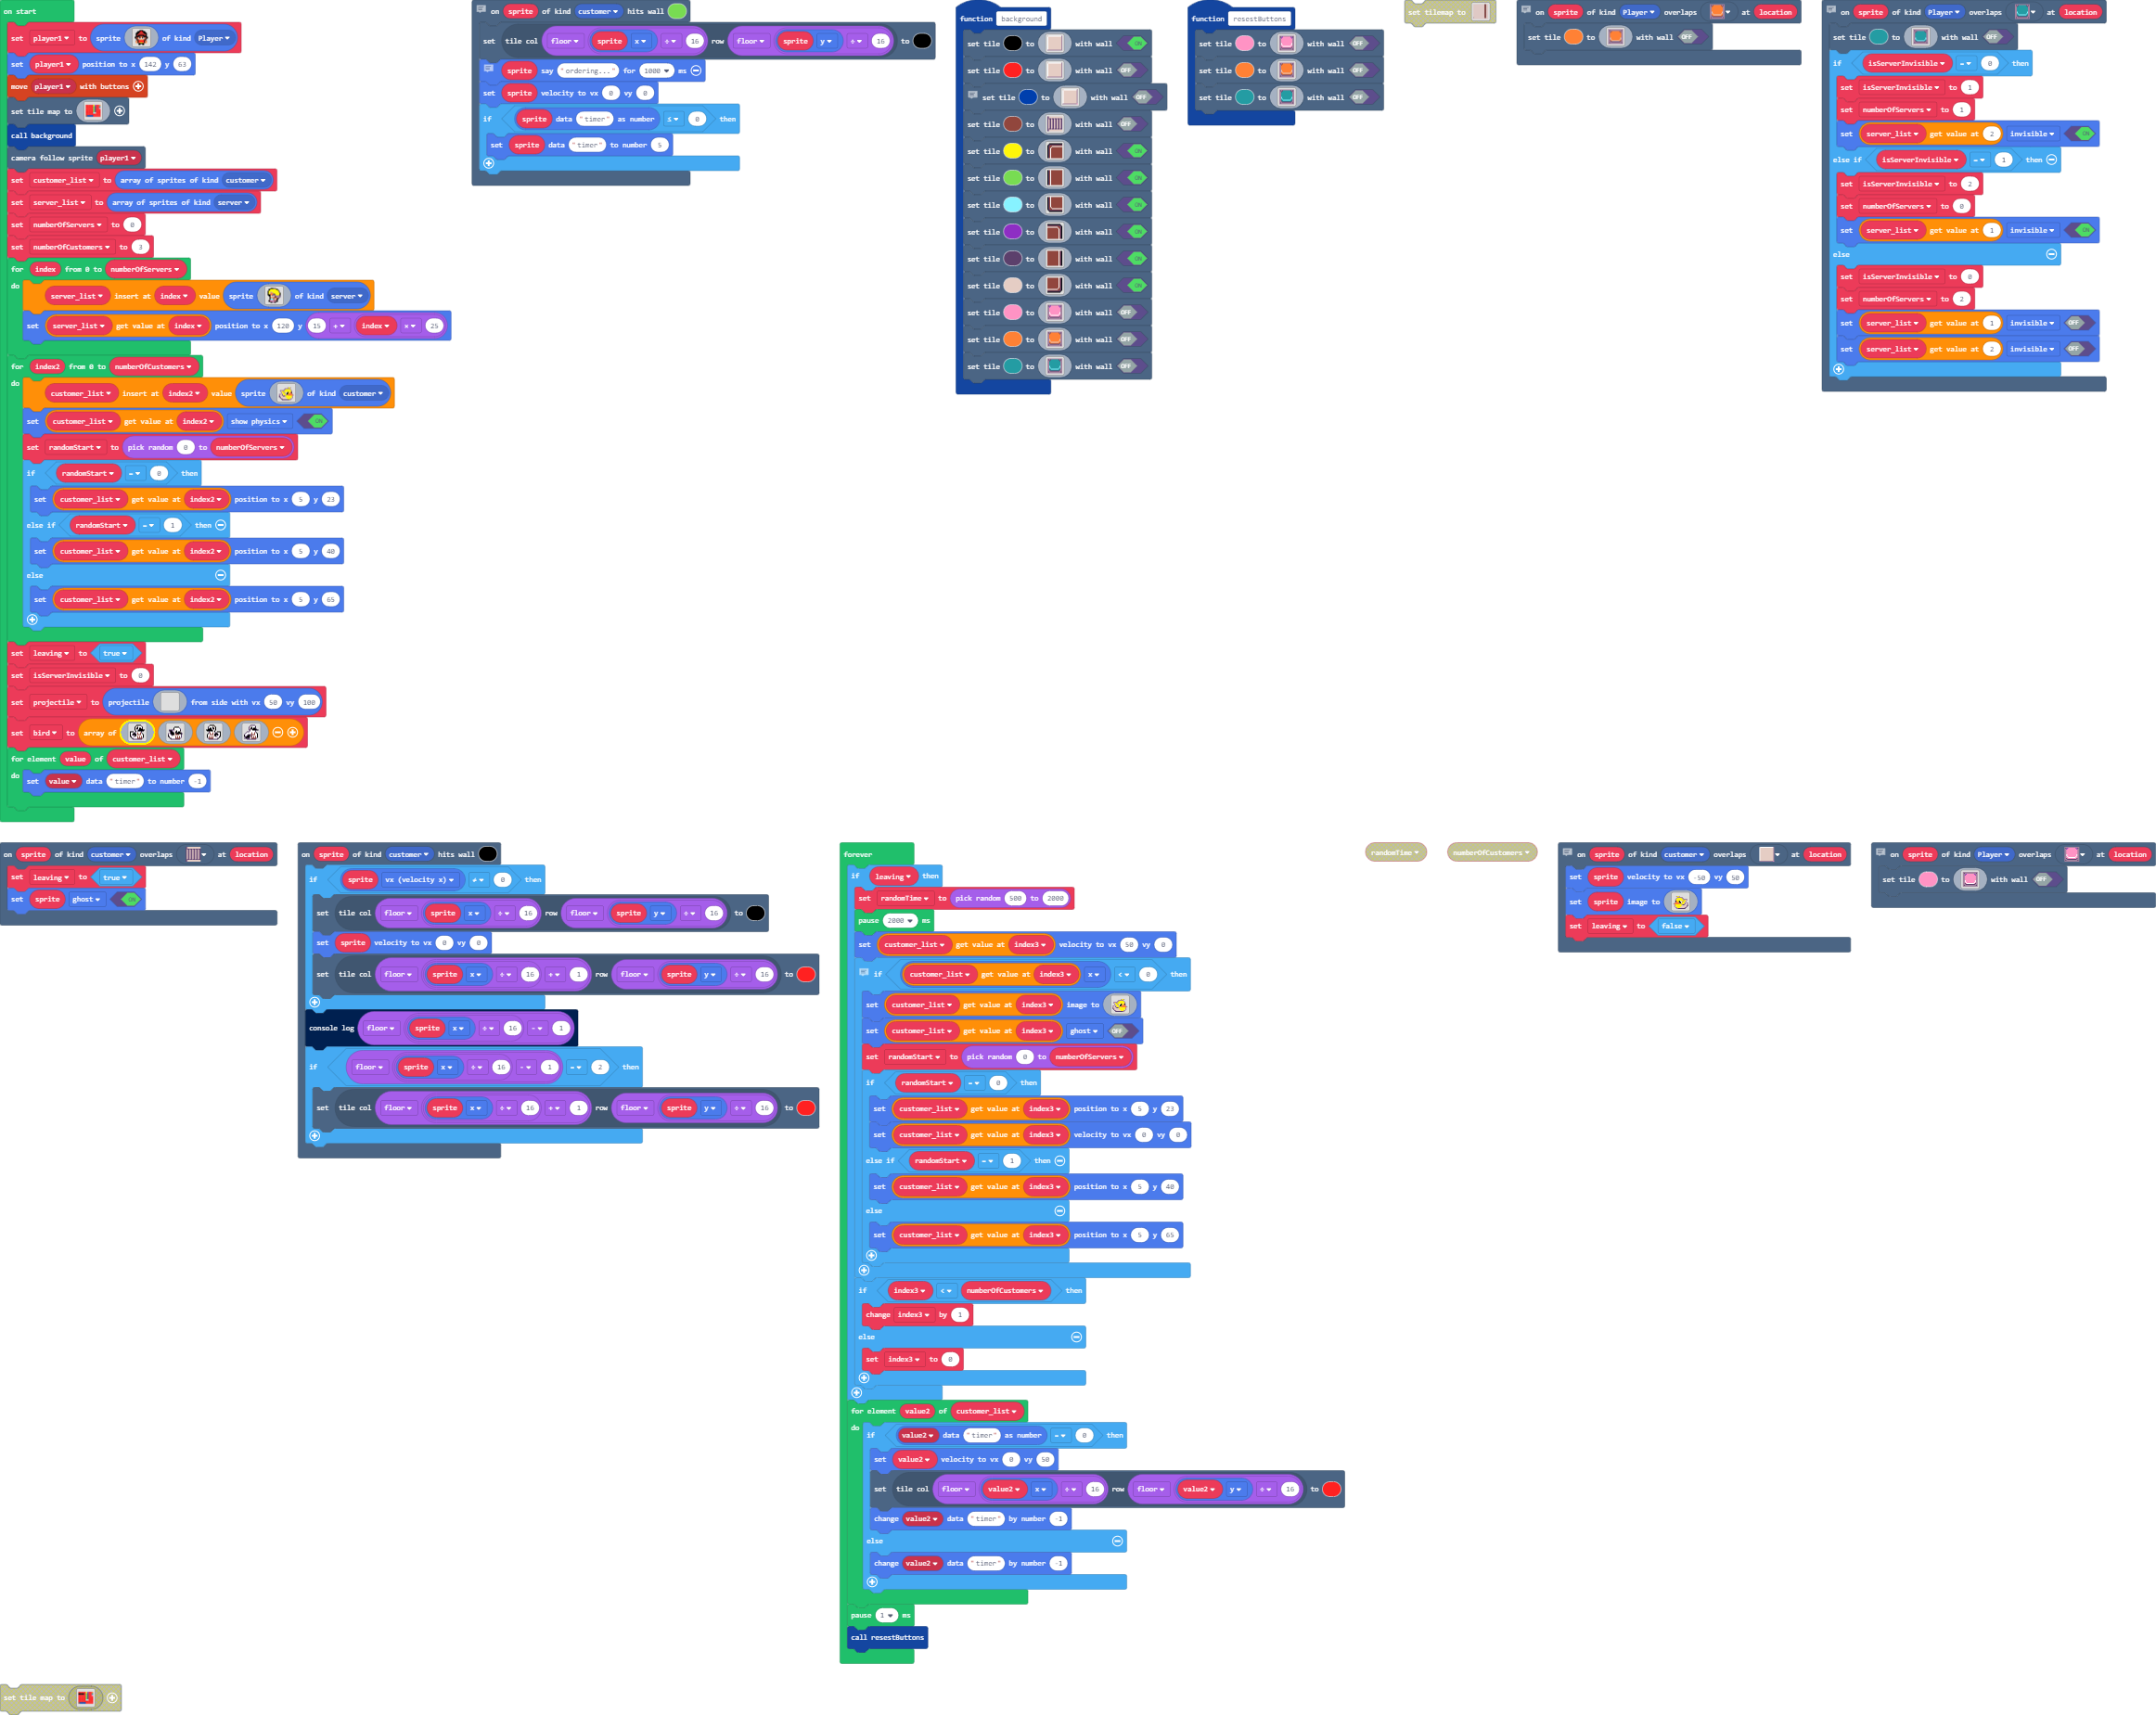 on start
set player1 to sprite of kind Player
set player1 position to x 142 y 63
move player1 with buttons
set tile map to
call background
camera follow sprite player1
set customer_list to array of sprites of kind customer
set server_list to array of sprites of kind server
set numberOfServers to 0
set numberOfCustomers to 3
for index from 0 to numberOfServers
do
server_list insert at index value sprite of kind server
set server_list get value at index position to x 120 y 15 + index × 25
for index2 from 0 to numberOfCustomers
do
customer_list insert at index2 value sprite of kind customer
set customer_list get value at index2 show physics ON
set randomStart to pick random 0 to numberOfServers
if randomStart = 0 then
set customer_list get value at index2 position to x 5 y 23
else if randomStart = 1 then
set customer_list get value at index2 position to x 5 y 40
else
set customer_list get value at index2 position to x 5 y 65
set leaving to true
set isServerInvisible to 0
set projectile to projectile from side with vx 50 vy 100
set bird to array of
for element value of customer_list
do set value data "timer" to number -1
on sprite of kind customer hits wall
set tile col floor sprite x ÷ 16 row floor sprite y ÷ 16 to
sprite say "ordering..." for 1000 ms
set sprite velocity to vx 0 vy 0
if sprite data "timer" as number ≤ 0 then
set sprite data "timer" to number 5
function background
set tile to with wall ON
set tile to with wall OFF
set tile to with wall OFF
set tile to with wall OFF
set tile to with wall ON
set tile to with wall ON
set tile to with wall ON
set tile to with wall ON
set tile to with wall ON
set tile to with wall ON
set tile to with wall OFF
set tile to with wall OFF
set tile to with wall OFF
function resestButtons
set tile to with wall OFF
set tile to with wall OFF
set tile to with wall OFF
set tilemap to
on sprite of kind Player overlaps at location
set tile to with wall OFF
on sprite of kind Player overlaps at location
set tile to with wall OFF
if isServerInvisible = 0 then
set isServerInvisible to 1
set numberOfServers to 1
set server_list get value at 2 invisible ON
else if isServerInvisible = 1 then
set isServerInvisible to 2
set numberOfServers to 0
set server_list get value at 1 invisible ON
else
set isServerInvisible to 0
set numberOfServers to 2
set server_list get value at 1 invisible OFF
set server_list get value at 2 invisible OFF
on sprite of kind customer overlaps at location
set leaving to true
set sprite ghost ON
on sprite of kind customer hits wall
if sprite vx (velocity x) ≠ 0 then
set tile col floor sprite x ÷ 16 row floor sprite y ÷ 16 to
set sprite velocity to vx 0 vy 0
set tile col floor sprite x ÷ 16 + 1 row floor sprite y ÷ 16 to
console log floor sprite x ÷ 16 - 1
if floor sprite x ÷ 16 - 1 = 2 then
set tile col floor sprite x ÷ 16 + 1 row floor sprite y ÷ 16 to
forever
if leaving then
set randomTime to pick random 500 to 2000
pause 2000 ms
set customer_list get value at index3 velocity to vx 50 vy 0
if customer_list get value at index3 x < 0 then
set customer_list get value at index3 image to
set customer_list get value at index3 ghost OFF
set randomStart to pick random 0 to numberOfServers
if randomStart = 0 then
set customer_list get value at index3 position to x 5 y 23
set customer_list get value at index3 velocity to vx 0 vy 0
else if randomStart = 1 then
set customer_list get value at index3 position to x 5 y 40
else
set customer_list get value at index3 position to x 5 y 65
if index3 < numberOfCustomers then
change index3 by 1
else
set index3 to 0
for element value2 of customer_list
do
if value2 data "timer" as number = 0 then
set value2 velocity to vx 0 vy 50
set tile col floor value2 x ÷ 16 row floor value2 y ÷ 16 to
change value2 data "timer" by number -1
else
change value2 data "timer" by number -1
pause 1 ms
call resestButtons
randomTime
numberOfCustomers
on sprite of kind customer overlaps at location
set sprite velocity to vx -50 vy 50
set sprite image to
set leaving to false
on sprite of kind Player overlaps at location
set tile to with wall OFF
set tile map to